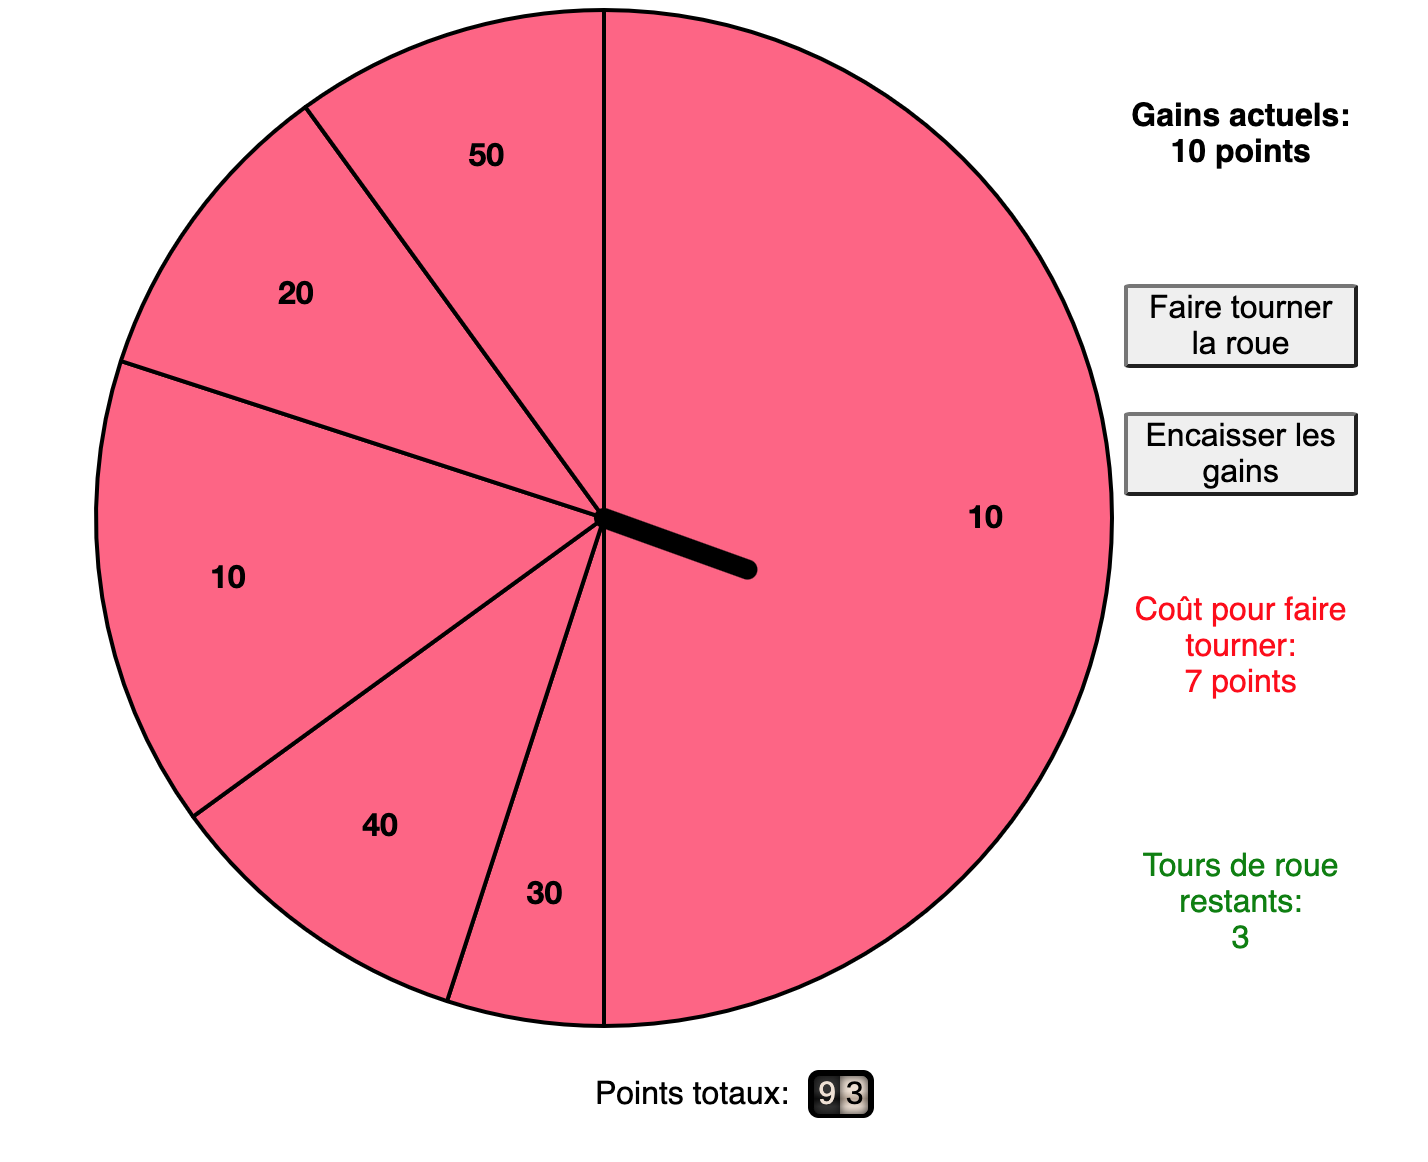 Gains actuels:
10 points
50
20
10
10
40
30
Faire tourner
la roue
Encaisser les
gains
Coût pour faire
tourner:
7 points
Tours de roue
restants:
3
Points totaux: 93